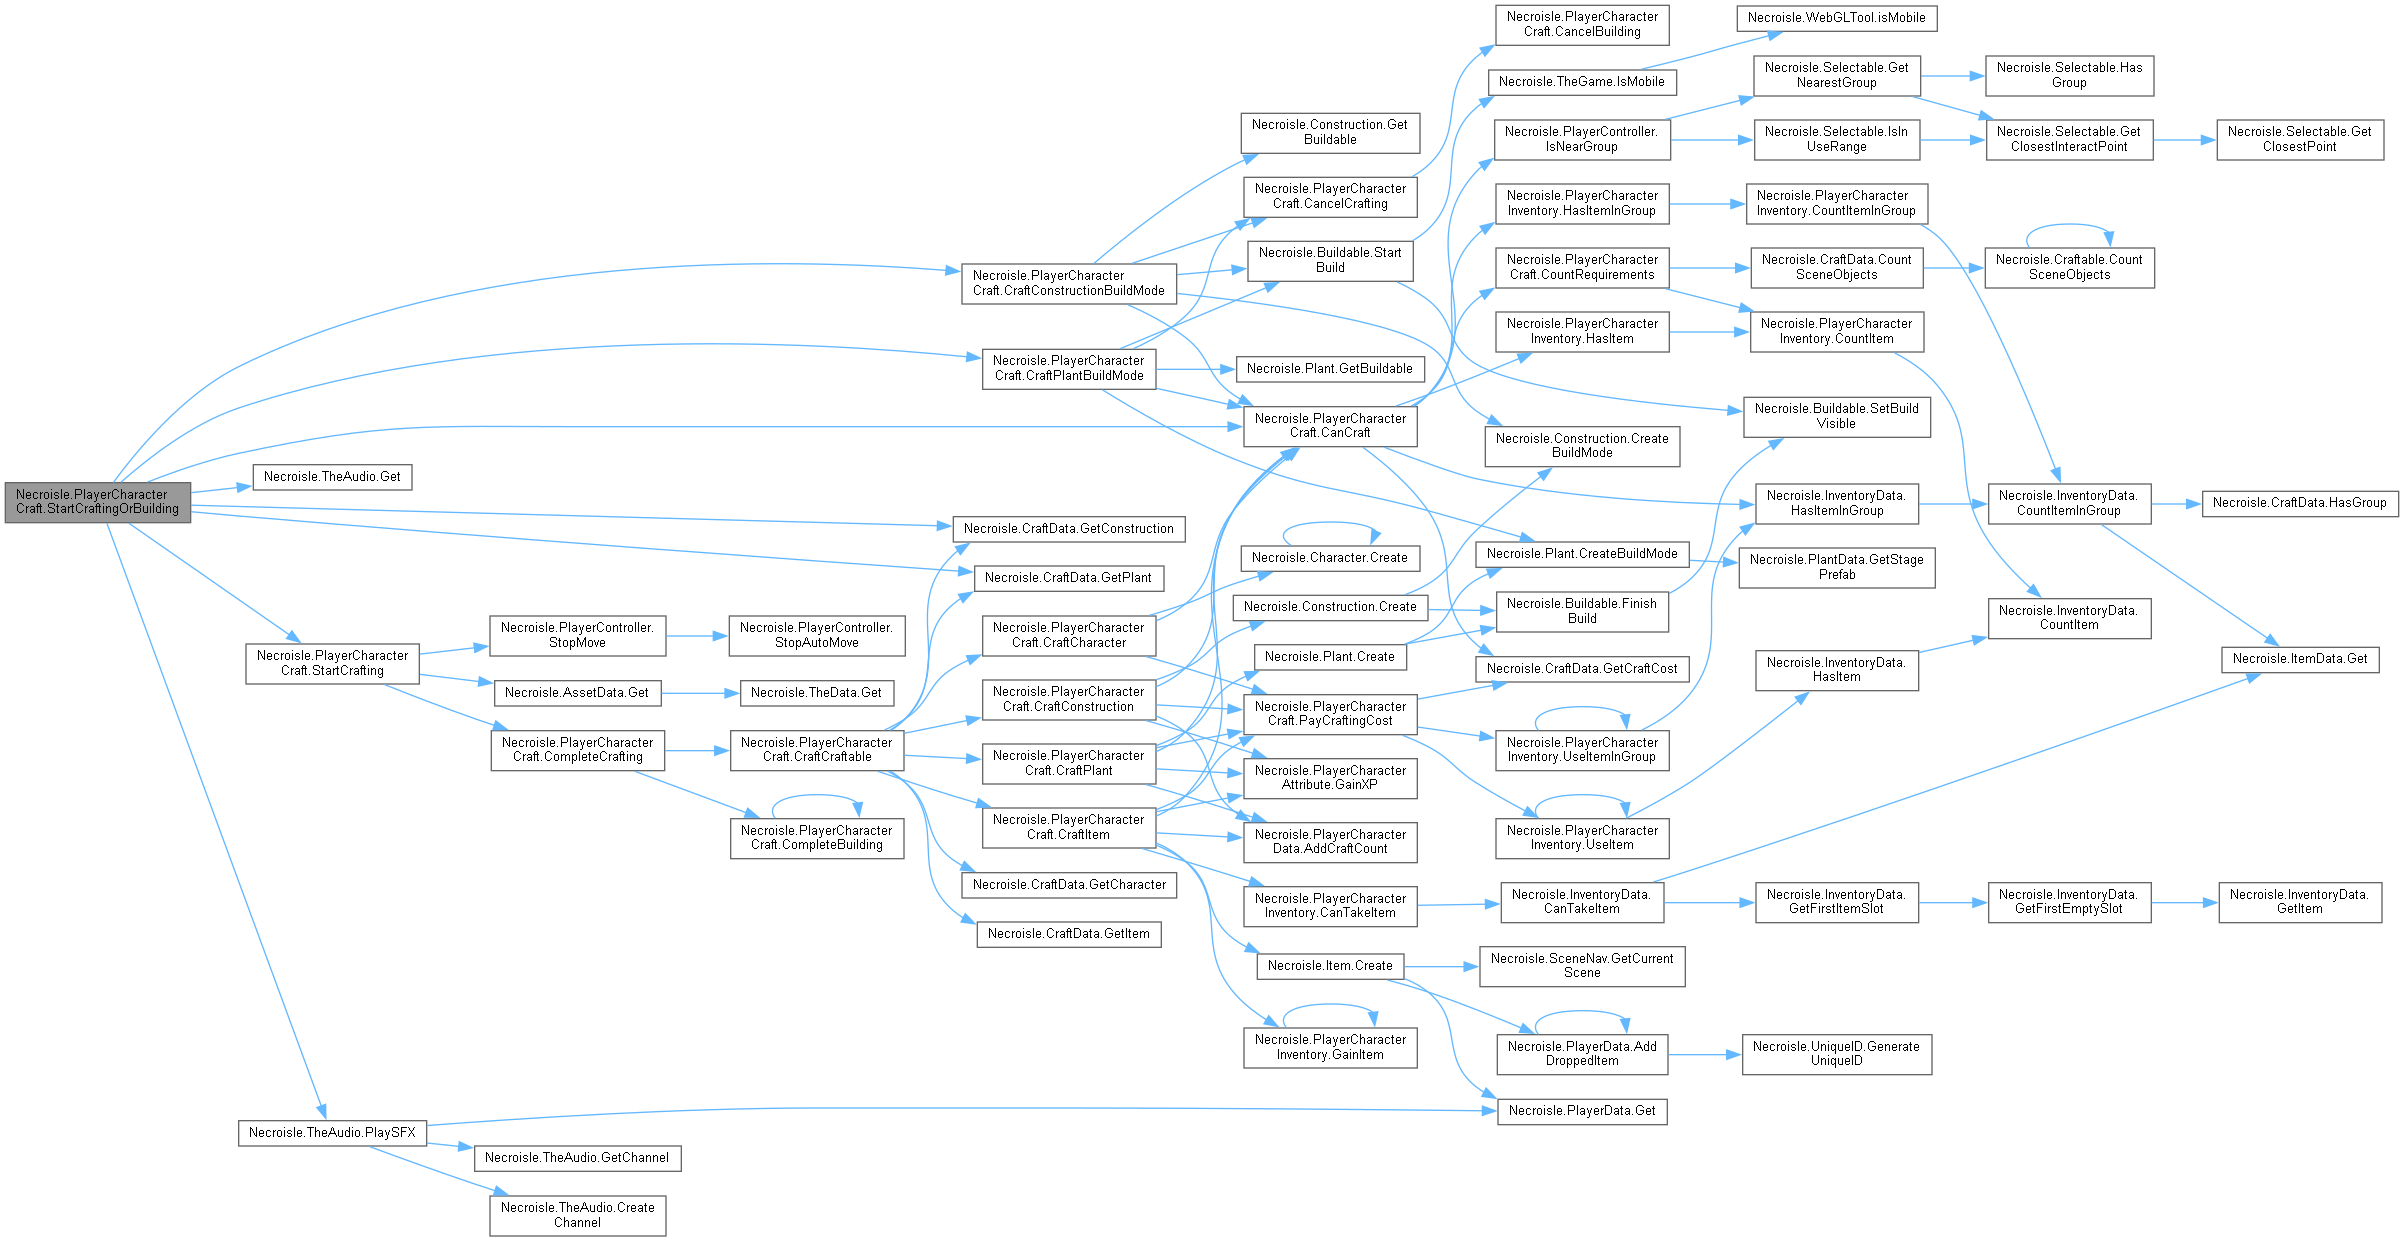 Necroisle.PlayerCharacter
Craft.StartCraftingOrBuilding
Necroisle.TheAudio.Get
Necroisle.PlayerCharacter
Craft.StartCrafting
Necroisle.TheAudio.PlaySFX
Necroisle.PlayerController.
StopMove
Necroisle.AssetData.Get
Necroisle.PlayerCharacter
Craft.CompleteCrafting
Necroisle.TheAudio.GetChannel
Necroisle.TheAudio.Create
Channel
Necroisle.PlayerController.
StopAutoMove
Necroisle.TheData.Get
Necroisle.PlayerCharacter
Craft.CraftCraftable
Necroisle.PlayerCharacter
Craft.CompleteBuilding
Necroisle.PlayerCharacter
Craft.CraftConstructionBuildMode
Necroisle.PlayerCharacter
Craft.CraftPlantBuildMode
Necroisle.CraftData.GetConstruction
Necroisle.CraftData.GetPlant
Necroisle.PlayerCharacter
Craft.CraftCharacter
Necroisle.PlayerCharacter
Craft.CraftConstruction
Necroisle.PlayerCharacter
Craft.CraftPlant
Necroisle.PlayerCharacter
Craft.CraftItem
Necroisle.CraftData.GetCharacter
Necroisle.CraftData.GetItem
Necroisle.Construction.Get
Buildable
Necroisle.PlayerCharacter
Craft.CancelCrafting
Necroisle.Buildable.Start
Build
Necroisle.Plant.GetBuildable
Necroisle.PlayerCharacter
Craft.CanCraft
Necroisle.Character.Create
Necroisle.Construction.Create
Necroisle.Plant.Create
Necroisle.PlayerCharacter
Craft.PayCraftingCost
Necroisle.PlayerCharacter
Attribute.GainXP
Necroisle.PlayerCharacter
Data.AddCraftCount
Necroisle.PlayerCharacter
Inventory.CanTakeItem
Necroisle.Item.Create
Necroisle.PlayerCharacter
Inventory.GainItem
Necroisle.PlayerCharacter
Craft.CancelBuilding
Necroisle.TheGame.IsMobile
Necroisle.PlayerController.
IsNearGroup
Necroisle.PlayerCharacter
Inventory.HasItemInGroup
Necroisle.PlayerCharacter
Craft.CountRequirements
Necroisle.PlayerCharacter
Inventory.HasItem
Necroisle.Construction.Create
BuildMode
Necroisle.Plant.CreateBuildMode
Necroisle.Buildable.Finish
Build
Necroisle.CraftData.GetCraftCost
Necroisle.PlayerCharacter
Inventory.UseItemInGroup
Necroisle.PlayerCharacter
Inventory.UseItem
Necroisle.InventoryData.
CanTakeItem
Necroisle.SceneNav.GetCurrent
Scene
Necroisle.PlayerData.Add
DroppedItem
Necroisle.PlayerData.Get
Necroisle.WebGLTool.isMobile
Necroisle.Selectable.Get
NearestGroup
Necroisle.Selectable.IsIn
UseRange
Necroisle.PlayerCharacter
Inventory.CountItemInGroup
Necroisle.CraftData.Count
SceneObjects
Necroisle.PlayerCharacter
Inventory.CountItem
Necroisle.Buildable.SetBuild
Visible
Necroisle.InventoryData.
HasItemInGroup
Necroisle.PlantData.GetStage
Prefab
Necroisle.InventoryData.
HasItem
Necroisle.InventoryData.
GetFirstItemSlot
Necroisle.UniqueID.Generate
UniqueID
Necroisle.Selectable.Has
Group
Necroisle.Selectable.Get
ClosestInteractPoint
Necroisle.Craftable.Count
SceneObjects
Necroisle.InventoryData.
CountItemInGroup
Necroisle.InventoryData.
CountItem
Necroisle.InventoryData.
GetFirstEmptySlot
Necroisle.Selectable.Get
ClosestPoint
Necroisle.CraftData.HasGroup
Necroisle.ItemData.Get
Necroisle.InventoryData.
GetItem